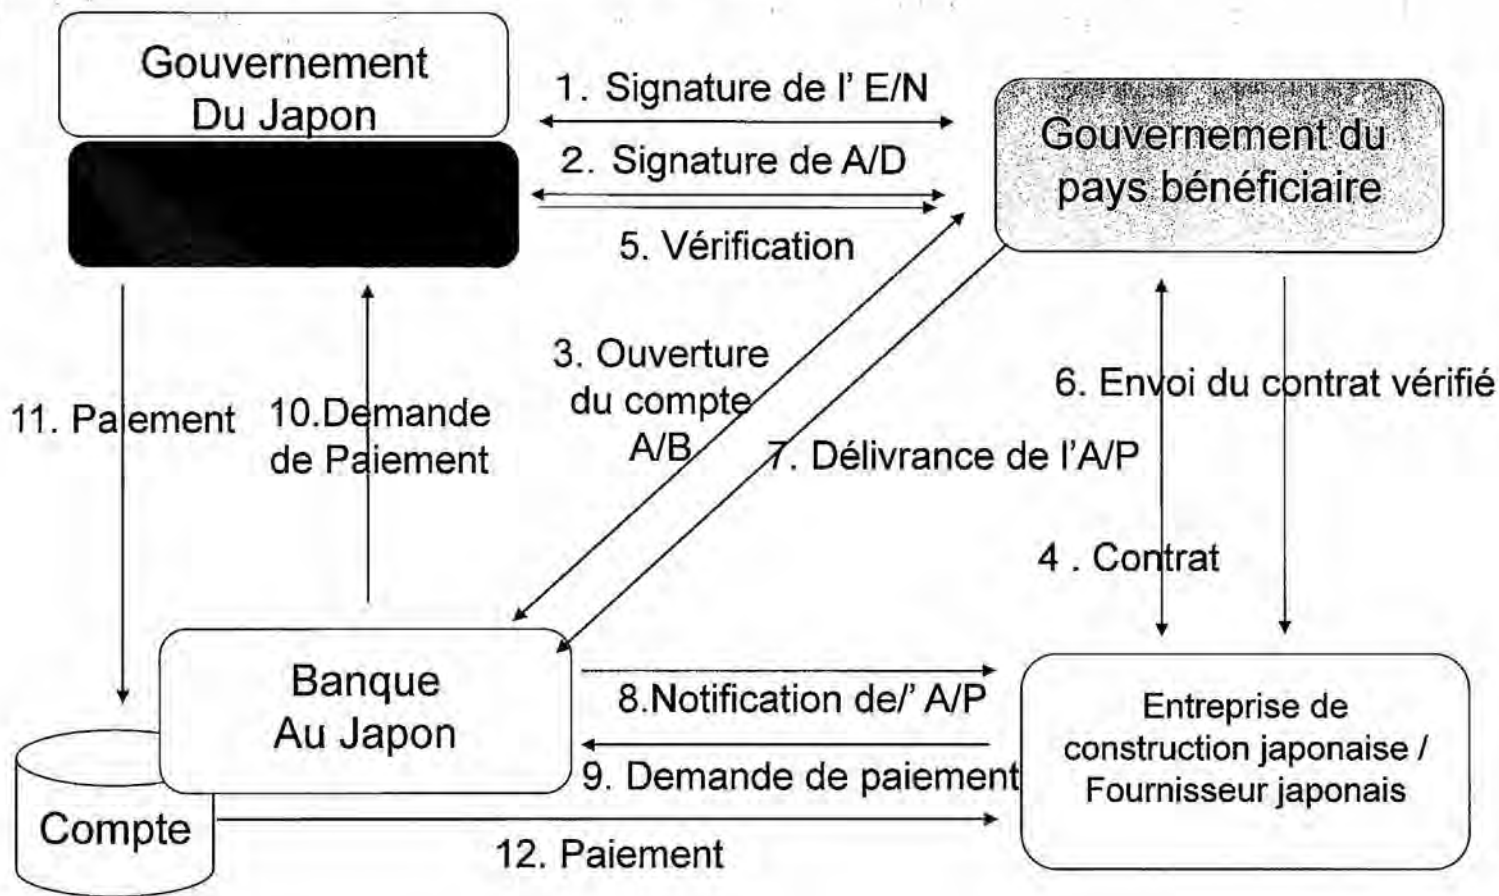 Gouvernement
Du Japon
1. Signature de l' E/N
Gouvernement du
pays bénéficiaire
2. Signature de A/D
5. Vérification
3. Ouverture
du compte
A/B
6. Envoi du contrat vérifié
11. Paiement
10.Demande
de Paiement
7. Délivrance de l'A/P
4 . Contrat
Banque
Au Japon
8.Notification de/' A/P
Entreprise de
construction japonaise /
Fournisseur japonais
9. Demande de paiement
Compte
12. Paiement